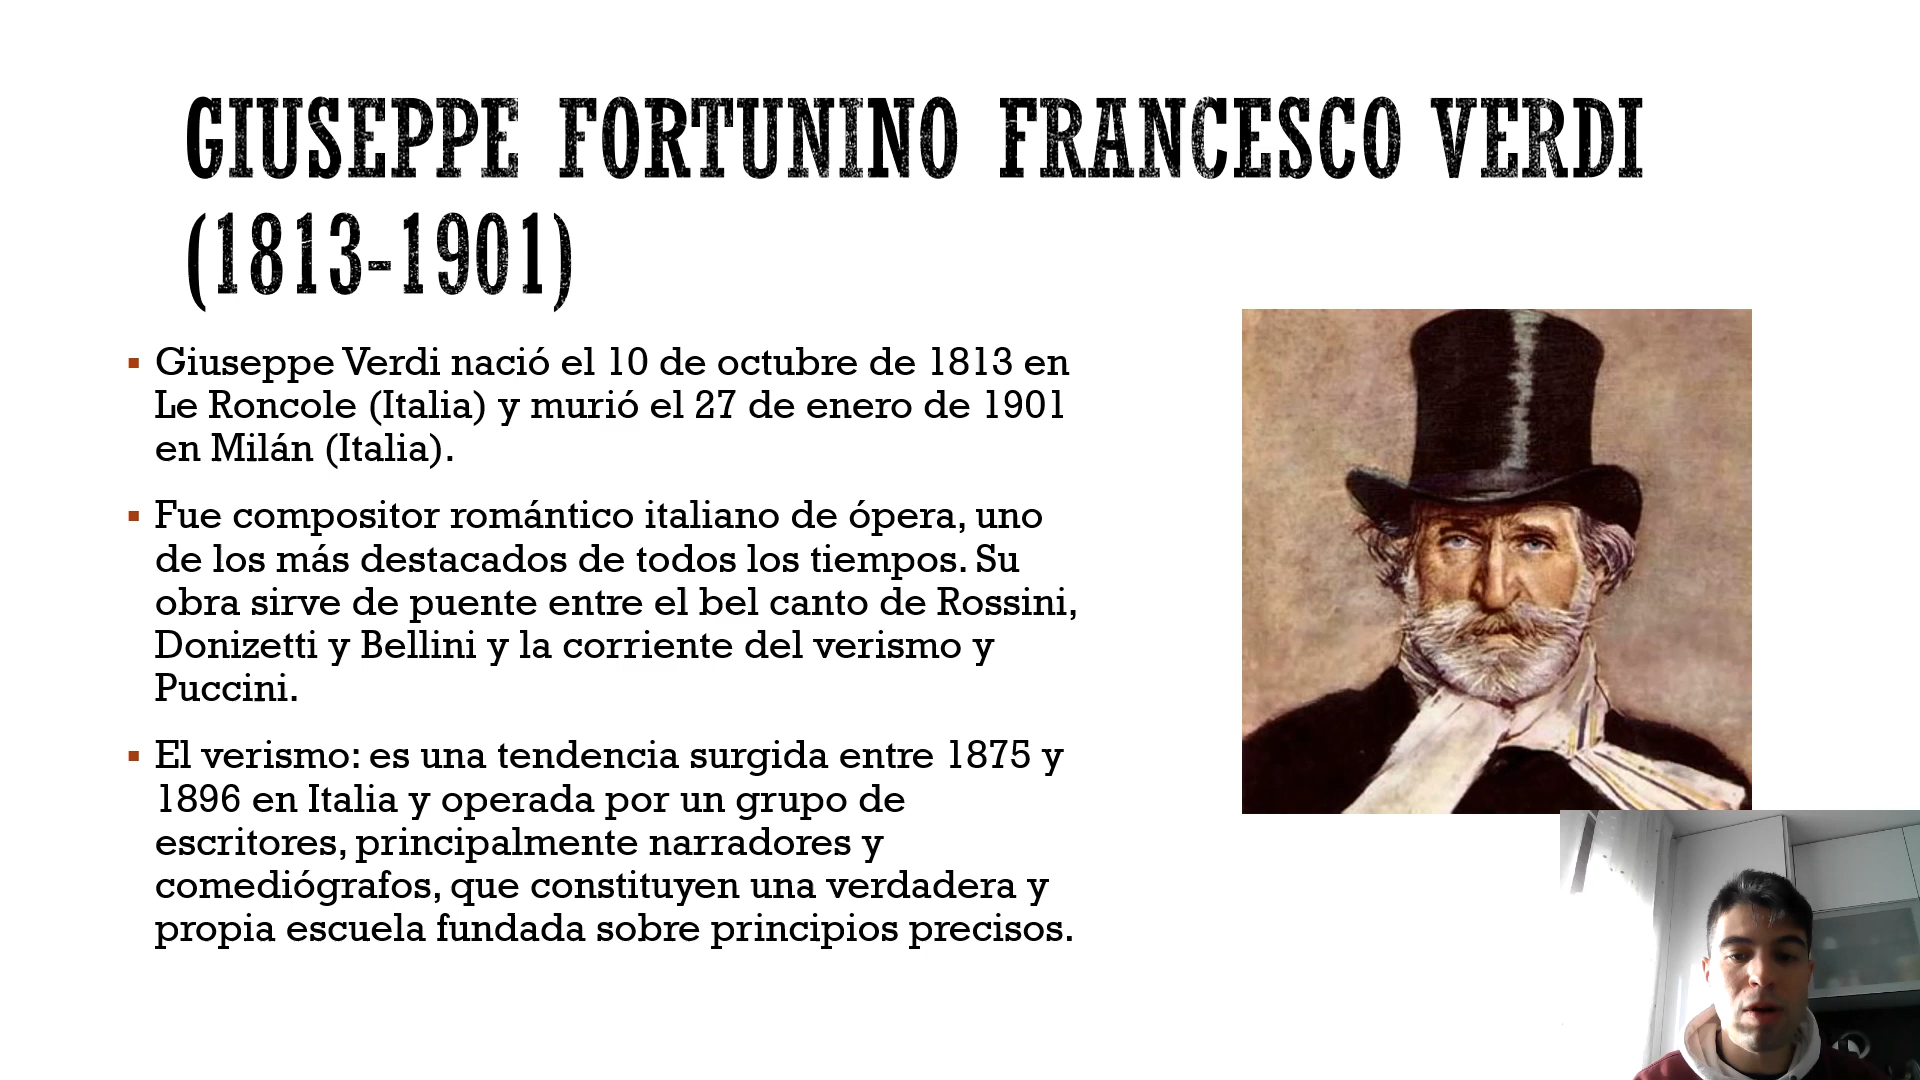 GIUSEPPE FORTUNINO FRANCESCO VERDI
(1813-1901)
Giuseppe Verdi nació el 10 de octubre de 1813 en
Le Roncole (Italia) y murió el 27 de enero de 1901
en Milán (Italia).
Fue compositor romántico italiano de ópera, uno
de los más destacados de todos los tiempos. Su
obra sirve de puente entre el bel canto de Rossini,
Donizetti y Bellini y la corriente del verismo y
Puccini.
El verismo: es una tendencia surgida entre 1875 y
1896 en Italia y operada por un grupo de
escritores, principalmente narradores y
comediógrafos, que constituyen una verdadera y
propia escuela fundada sobre principios precisos.